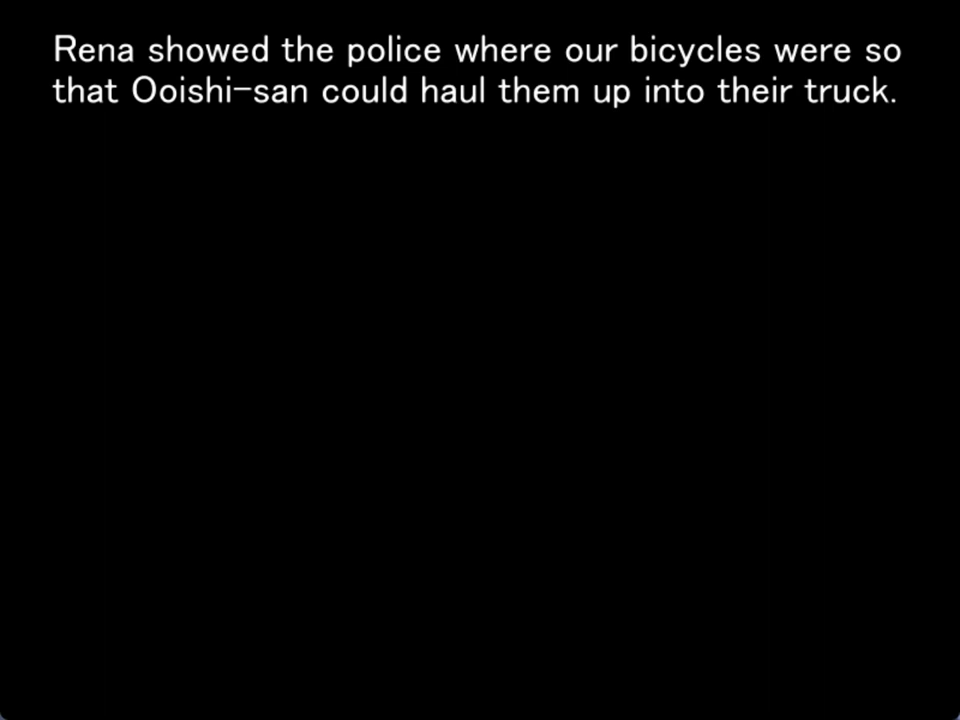 Rena showed the police where our bicycles were so
that Ooishi-san could haul them up into their truck.